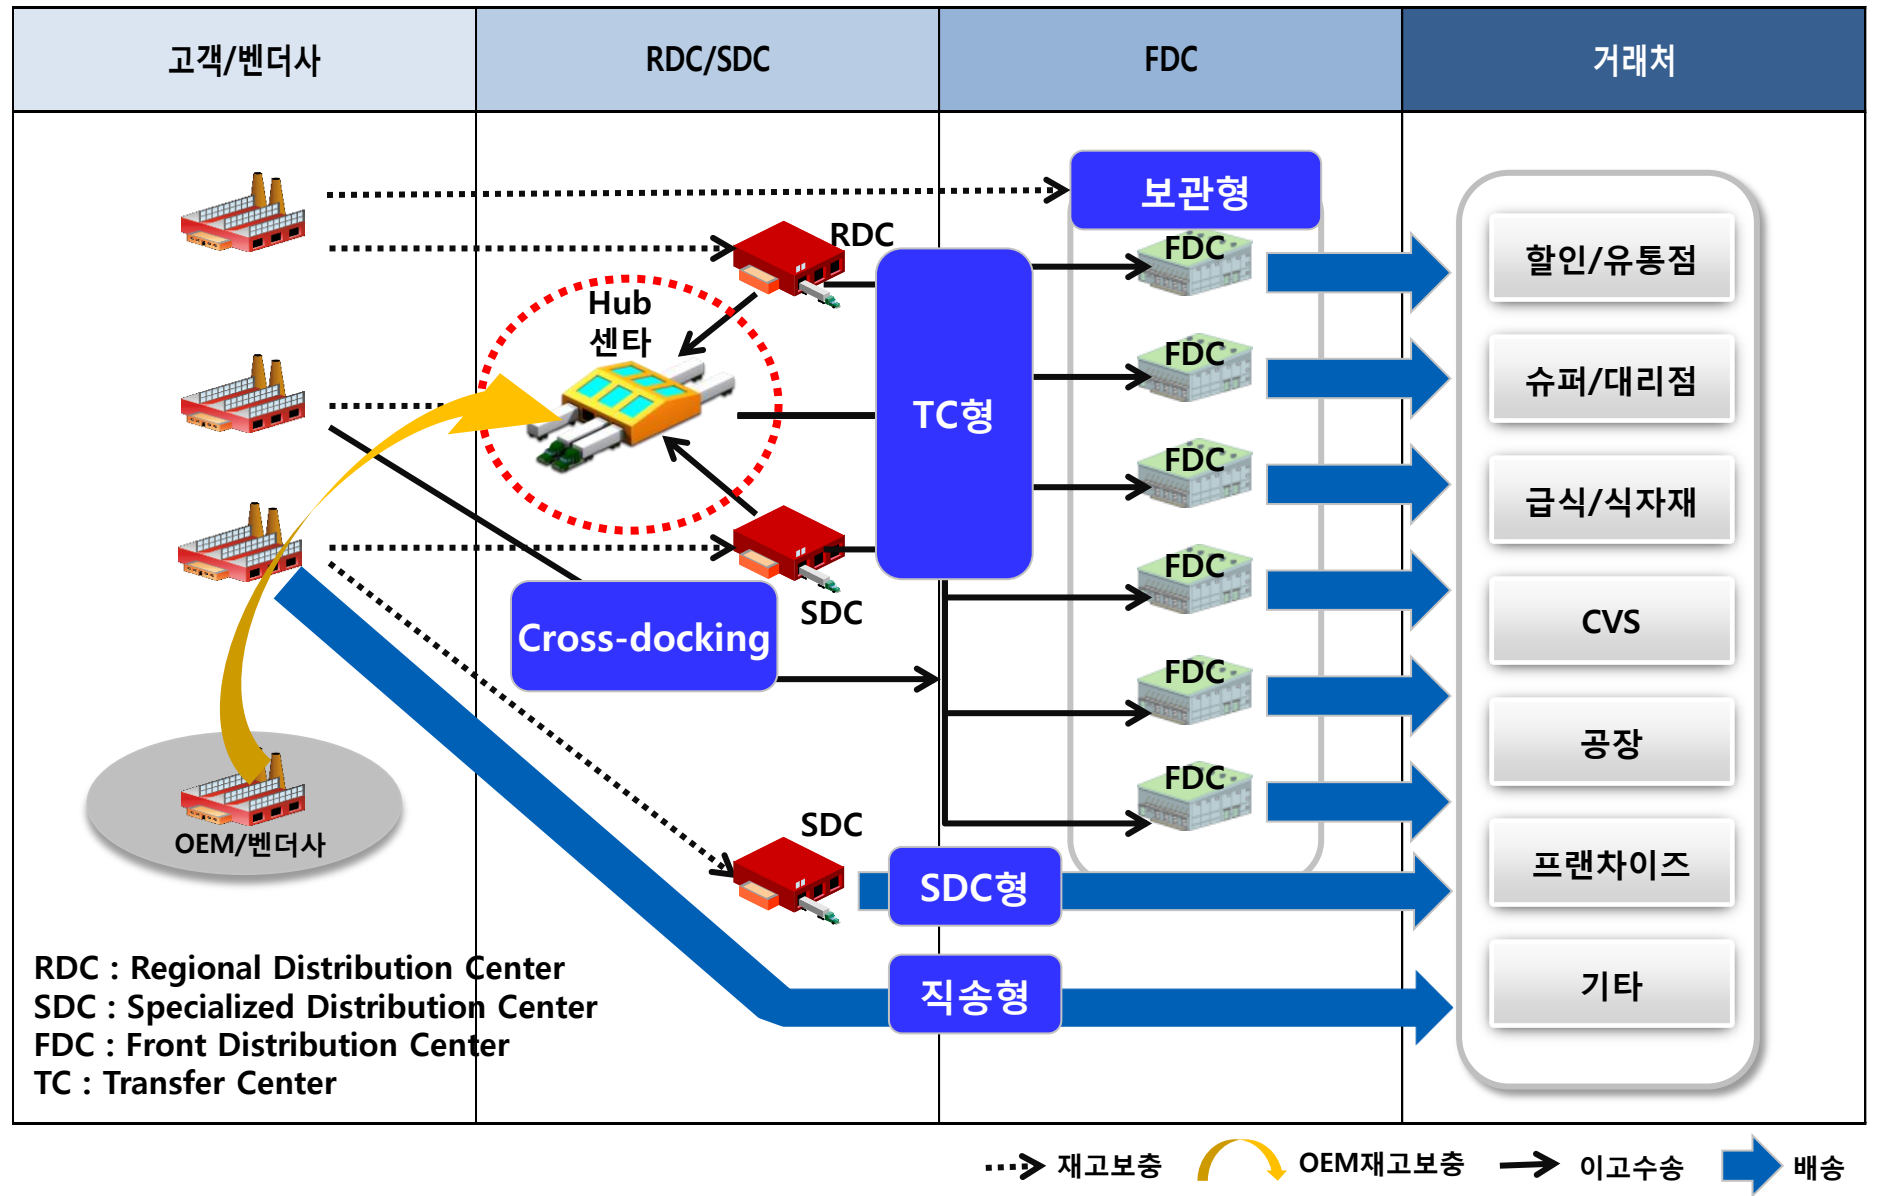 고객/벤더사
RDC/SDC
FDC
거래처
보관형
RDC
FDC
할인/유통점
Hub
센타
FDC
슈퍼/대리점
TC형
FDC
급식/식자재
FDC
SDC
CVS
Cross-docking
FDC
공장
FDC
OEM/벤더사
SDC
SDC형
프랜차이즈
직송형
기타
RDC : Regional Distribution Center
SDC : Specialized Distribution Center
FDC : Front Distribution Center
TC : Transfer Center
재고보충
OEM재고보충
이고수송
배송